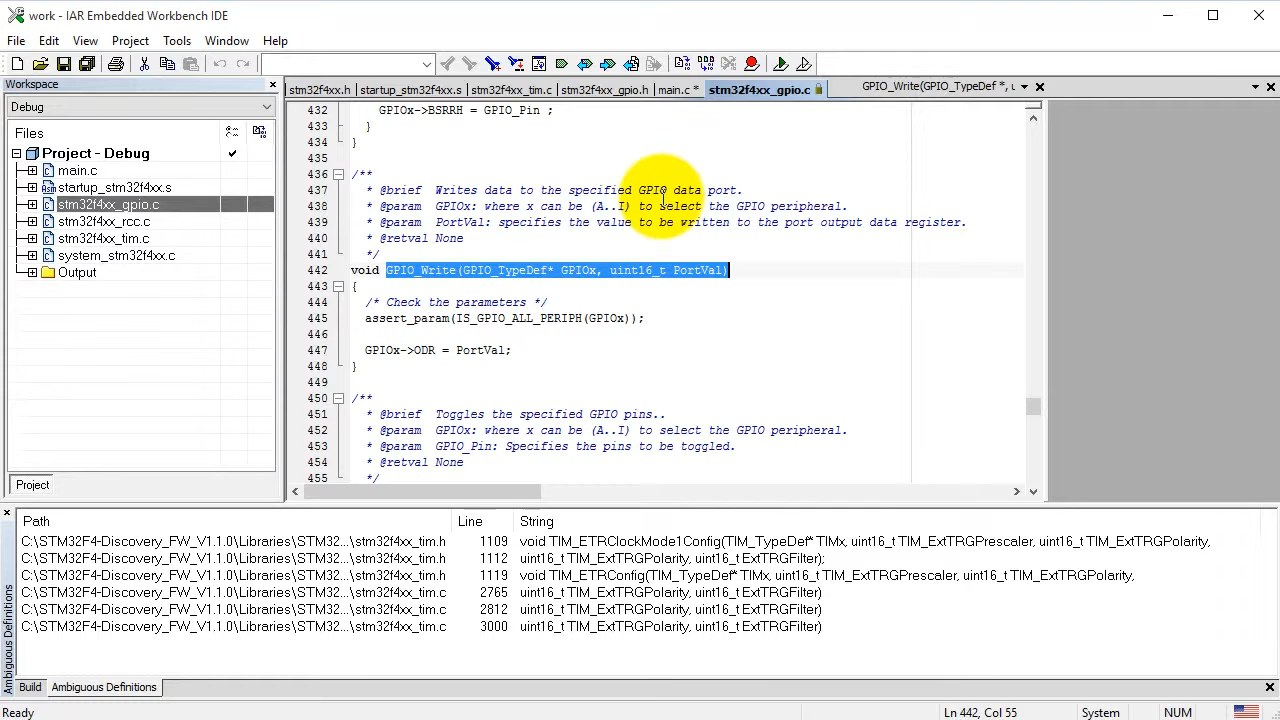 work - IAR Embedded Workbench IDE
File Edit View Project Tools Window Help
Workspace
Debug
Files
Project - Debug
main.c
startup_stm32f4xx.s
stm32f4xx_gpio.c
stm32f4xx_rcc.c
stm32f4xx_tim.c
system_stm32f4xx.c
Output
Project
stm32f4xx.h startup_stm32f4xx.s stm32f4xx_tim.c stm32f4xx_gpio.h main.c * stm32f4xx_gpio.c GPIO_Write(GPIO_TypeDef *, u
432 GPIOx->BSRRH = GPIO_Pin ;
433 }
434 }
435
436 /**
437 * @brief Writes data to the specified GPIO data port.
438 * @param GPIOx: where x can be (A..I) to select the GPIO peripheral.
439 * @param PortVal: specifies the value to be written to the port output data register.
440 * @retval None
441 */
442 void GPIO_Write(GPIO_TypeDef* GPIOx, uint16_t PortVal)
443 {
444 /* Check the parameters */
445 assert_param(IS_GPIO_ALL_PERIPH(GPIOx));
446
447 GPIOx->ODR = PortVal;
448 }
449
450 /**
451 * @brief Toggles the specified GPIO pins..
452 * @param GPIOx: where x can be (A..I) to select the GPIO peripheral.
453 * @param GPIO_Pin: Specifies the pins to be toggled.
454 * @retval None
455 */
Path Line String
C:\STM32F4-Discovery_FW_V1.1.0\Libraries\STM32...\stm32f4xx_tim.h 1109 void TIM_ETRClockMode1Config(TIM_TypeDef* TIMx, uint16_t TIM_ExtTRGPrescaler, uint16_t TIM_ExtTRGPolarity,
C:\STM32F4-Discovery_FW_V1.1.0\Libraries\STM32...\stm32f4xx_tim.h 1112 uint16_t TIM_ExtTRGPolarity, uint16_t ExtTRGFilter);
C:\STM32F4-Discovery_FW_V1.1.0\Libraries\STM32...\stm32f4xx_tim.h 1119 void TIM_ETRConfig(TIM_TypeDef* TIMx, uint16_t TIM_ExtTRGPrescaler, uint16_t TIM_ExtTRGPolarity,
C:\STM32F4-Discovery_FW_V1.1.0\Libraries\STM32...\stm32f4xx_tim.c 2765 uint16_t TIM_ExtTRGPolarity, uint16_t ExtTRGFilter)
C:\STM32F4-Discovery_FW_V1.1.0\Libraries\STM32...\stm32f4xx_tim.c 2812 uint16_t TIM_ExtTRGPolarity, uint16_t ExtTRGFilter)
C:\STM32F4-Discovery_FW_V1.1.0\Libraries\STM32...\stm32f4xx_tim.c 3000 uint16_t TIM_ExtTRGPolarity, uint16_t ExtTRGFilter)
Ambiguous Definitions
Build Ambiguous Definitions
Ready Ln 442, Col 55 System NUM